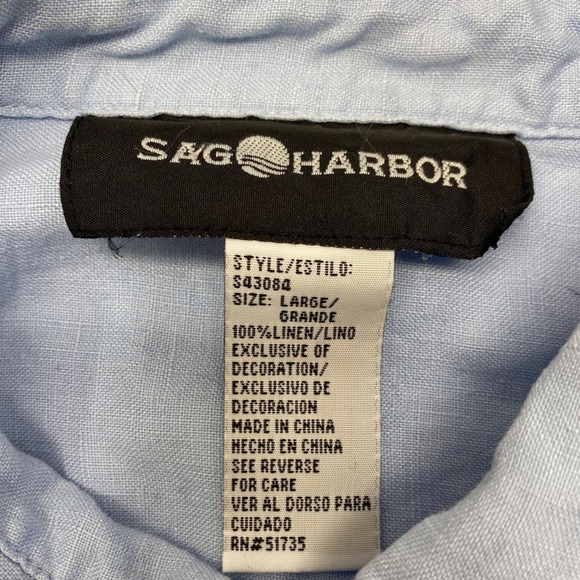 SAG HARBOR
STYLE/ESTILO:
S43084
SIZE: LARGE/
GRANDE
100%LINEN/LINO
EXCLUSIVE OF
DECORATION/
EXCLUSIVO DE
DECORACION
MADE IN CHINA
HECHO EN CHINA
SEE REVERSE
FOR CARE
VER AL DORSO PARA
CUIDADO
RN#51735